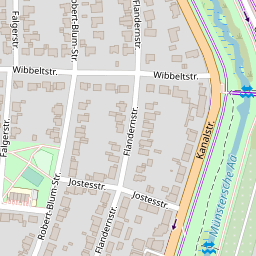 Falgerstr.
Robert-Blum-Str.
Flandernstr.
Wibbeltstr.
Wibbeltstr.
Falgerstr.
Flandernstr.
Kanalstr.
Jostesstr.
Jostesstr.
Robert-Blum-Str.
Flandernstr.
Münstersche Aa